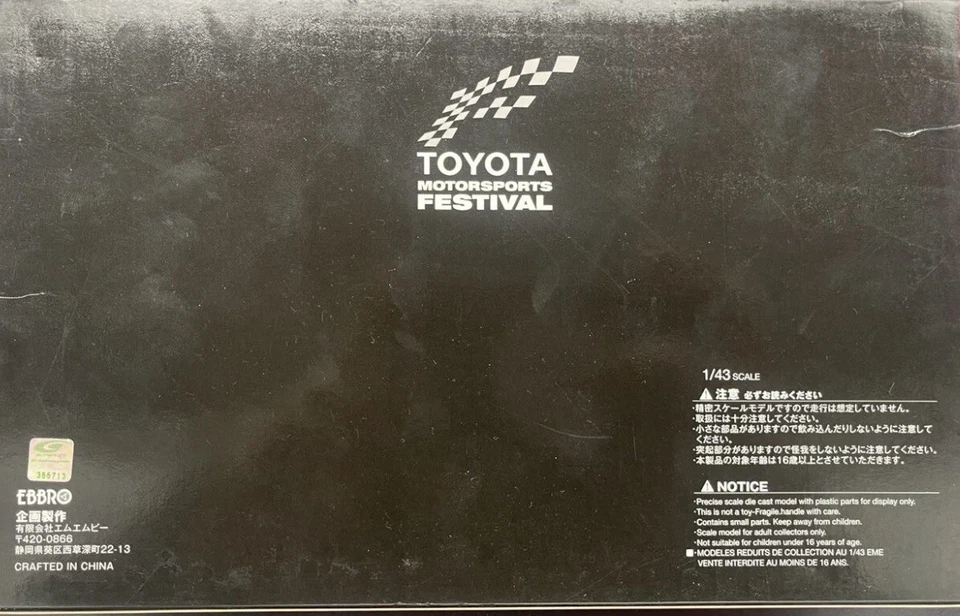 TOYOTA
MOTORSPORTS
FESTIVAL
1/43 SCALE
注意 必ずお読みください
・精密スケールモデルですので走行は想定していません。
・取扱には十分注意してください。
・小さな部品がありますので飲み込んだりしないように注意して
ください。
・突起部分がありますので怪我をしないように注意してください。
・本製品の対象年齢は16歳以上とさせていただきます。
NOTICE
・Precise scale die cast model with plastic parts for display only.
・This is not a toy-Fragile.handle with care.
・Contains small parts. Keep away from children.
・Scale model for adult collectors only.
・Not suitable for children under 16 years of age.
■・MODELES REDUITS DE COLLECTION AU 1/43 EME
VENTE INTERDITE AU MOINS DE 16 ANS.
386713
EBBRO
企画製作
有限会社エムエムピー
〒420-0866
静岡県葵区西草深町22-13
CRAFTED IN CHINA